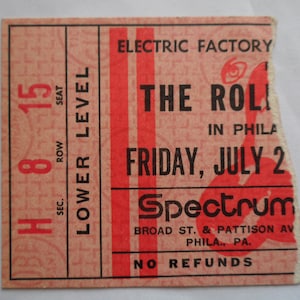 H 8 15
SEC. ROW SEAT
LOWER LEVEL
ELECTRIC FACTORY
THE ROL
IN PHILA
FRIDAY, JULY 2
Spectrum
BROAD ST. & PATTISON AV
PHILA., PA.
NO REFUNDS